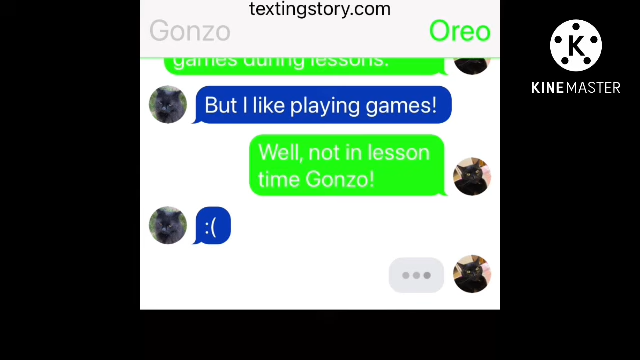 textingstory.com
Gonzo
Oreo
games during lessons.
But I like playing games!
Well, not in lesson
time Gonzo!
:(
K
KINEMASTER